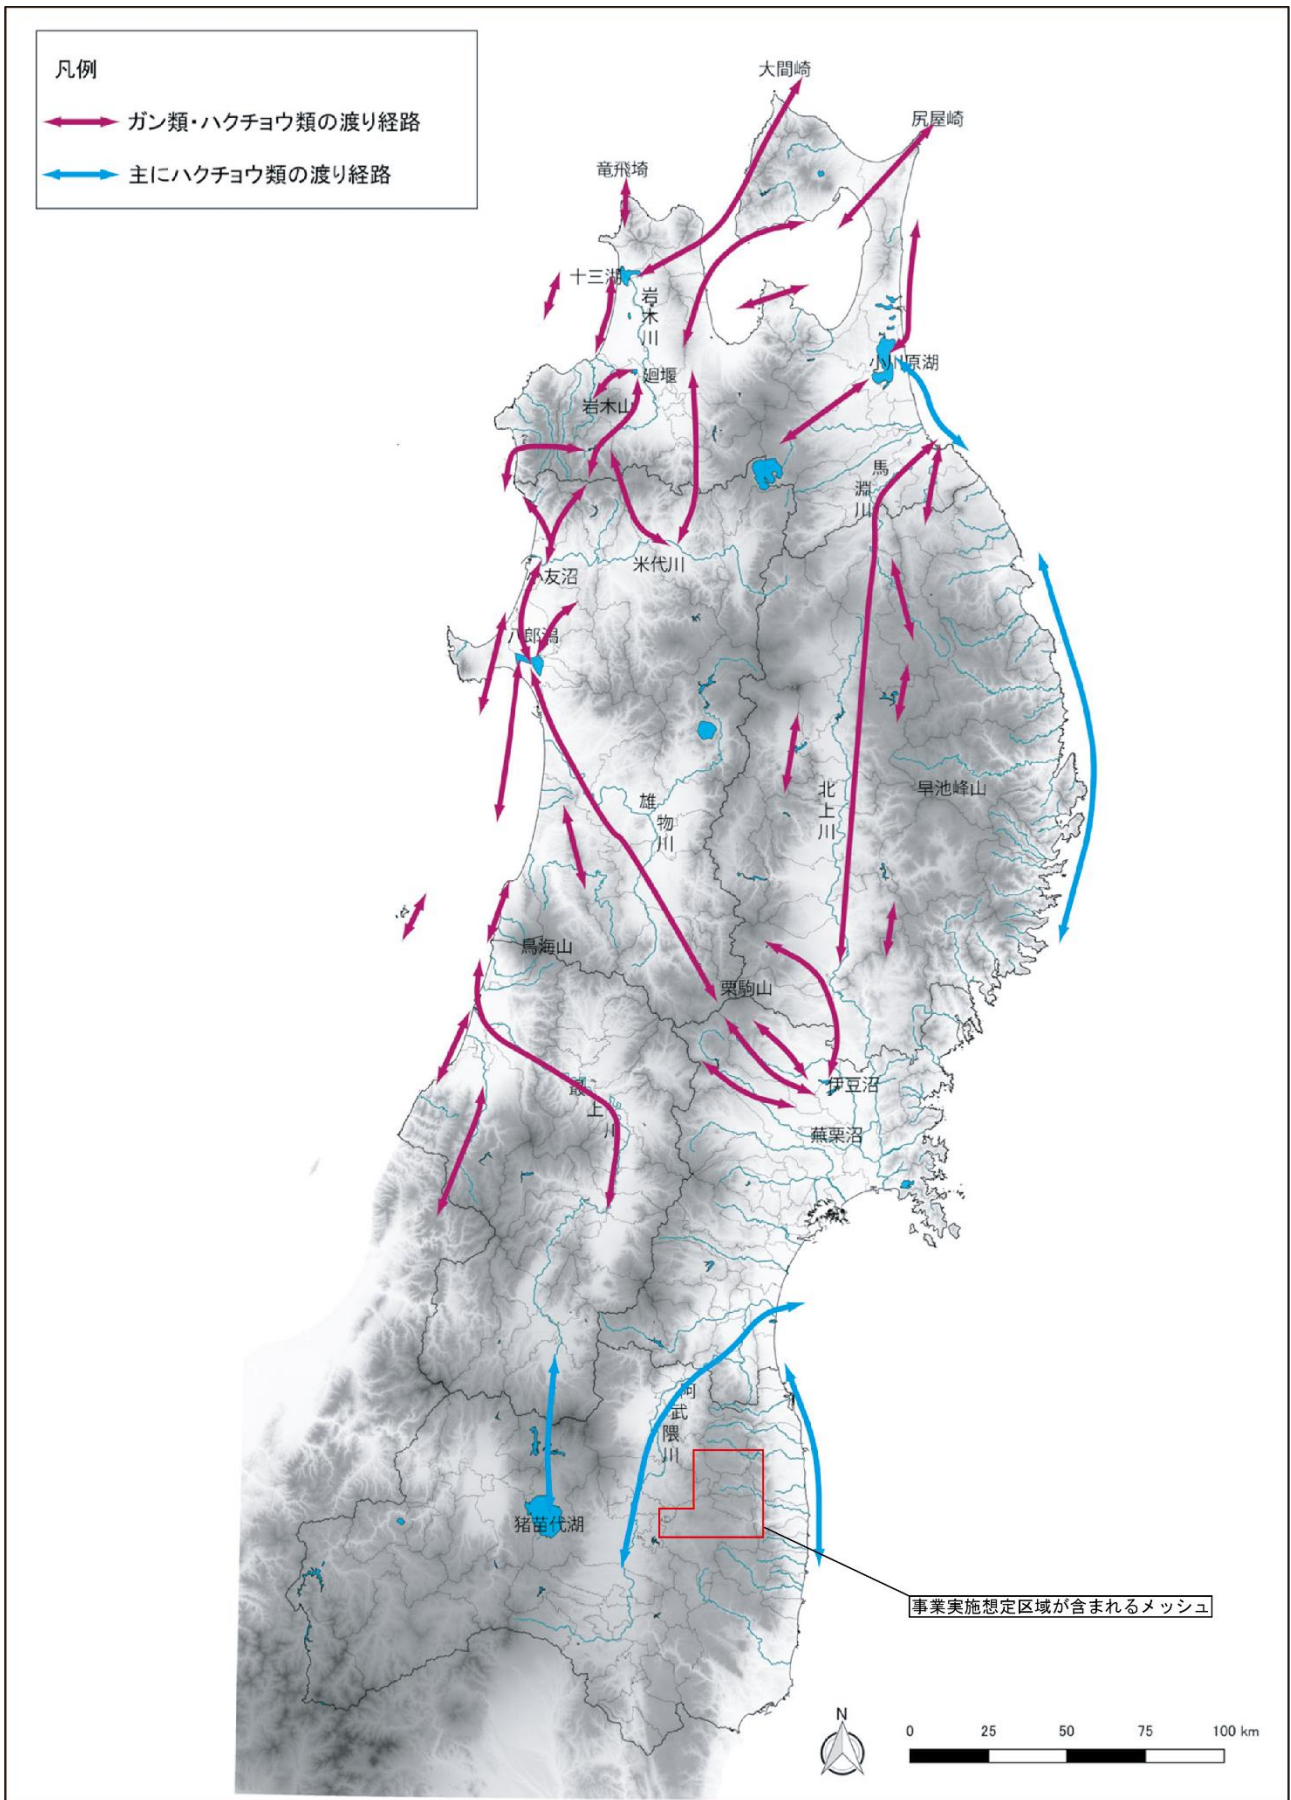 凡例
ガン類・ハクチョウ類の渡り経路
主にハクチョウ類の渡り経路
大間崎
尻屋崎
竜飛埼
十三湖
岩木川
小川原湖
廻堰
岩木山
馬淵川
米代川
小友沼
八郎潟
早池峰山
北上川
雄物川
鳥海山
栗駒山
伊豆沼
最上川
蕪栗沼
阿武隈川
猪苗代湖
事業実施想定区域が含まれるメッシュ
N
0 25 50 75 100 km